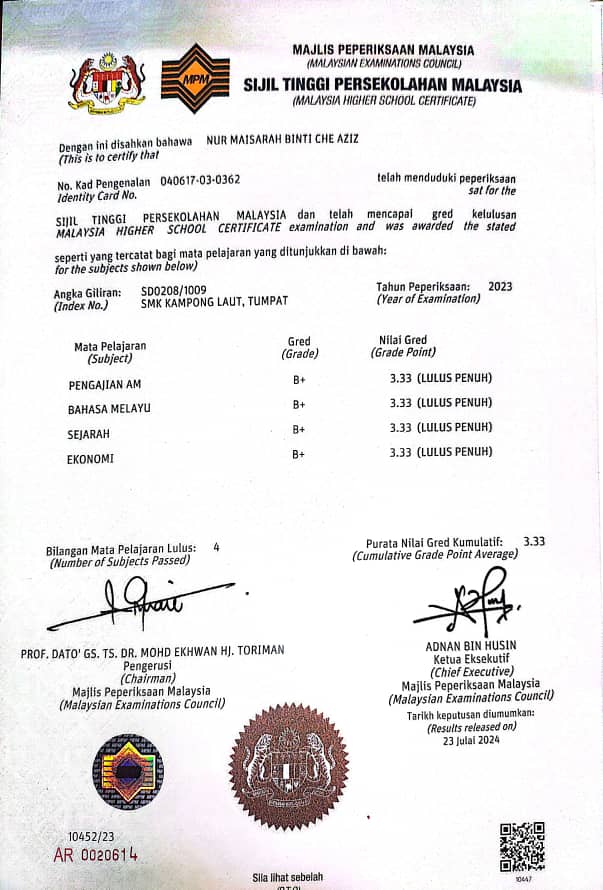 MAJLIS PEPERIKSAAN MALAYSIA
(MALAYSIAN EXAMINATIONS COUNCIL)
MPM
SIJIL TINGGI PERSEKOLAHAN MALAYSIA
(MALAYSIA HIGHER SCHOOL CERTIFICATE)
Dengan ini disahkan bahawa NUR MAISARAH BINTI CHE AZIZ
(This is to certify that
No. Kad Pengenalan 040617-03-0362 telah menduduki peperiksaan
Identity Card No. sat for the
SIJIL TINGGI PERSEKOLAHAN MALAYSIA dan telah mencapai gred kelulusan
MALAYSIA HIGHER SCHOOL CERTIFICATE examination and was awarded the stated
seperti yang tercatat bagi mata pelajaran yang ditunjukkan di bawah:
for the subjects shown below)
Angka Giliran: SD0208/1009 Tahun Peperiksaan: 2023
(Index No.) SMK KAMPONG LAUT, TUMPAT (Year of Examination)
Mata Pelajaran Gred Nilai Gred
(Subject) (Grade) (Grade Point)
PENGAJIAN AM B+ 3.33 (LULUS PENUH)
BAHASA MELAYU B+ 3.33 (LULUS PENUH)
SEJARAH B+ 3.33 (LULUS PENUH)
EKONOMI B+ 3.33 (LULUS PENUH)
Bilangan Mata Pelajaran Lulus: 4 Purata Nilai Gred Kumulatif: 3.33
(Number of Subjects Passed) (Cumulative Grade Point Average)
PROF. DATO' GS. TS. DR. MOHD EKHWAN HJ. TORIMAN
Pengerusi
(Chairman)
Majlis Peperiksaan Malaysia
(Malaysian Examinations Council)
ADNAN BIN HUSIN
Ketua Eksekutif
(Chief Executive)
Majlis Peperiksaan Malaysia
(Malaysian Examinations Council)
Tarikh keputusan diumumkan:
(Results released on)
23 Julai 2024
10452/23
AR 0020614
10447
Sila lihat sebelah
(P.T.O)